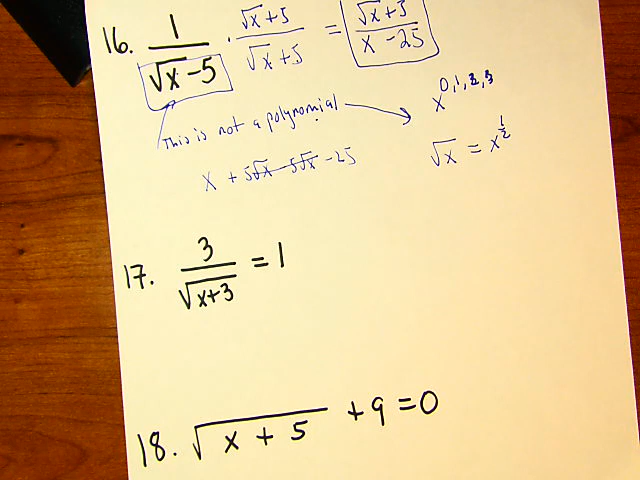 16. 1/(√x - 5) · (√x + 5)/(√x + 5) = (√x + 5)/(x - 25)
This is not a polynomial → x^0,1,2,3
x + 5√x - 5√x - 25
√x = x^1/2
17. 3/√(x+3) = 1
18. √(x + 5) + 9 = 0